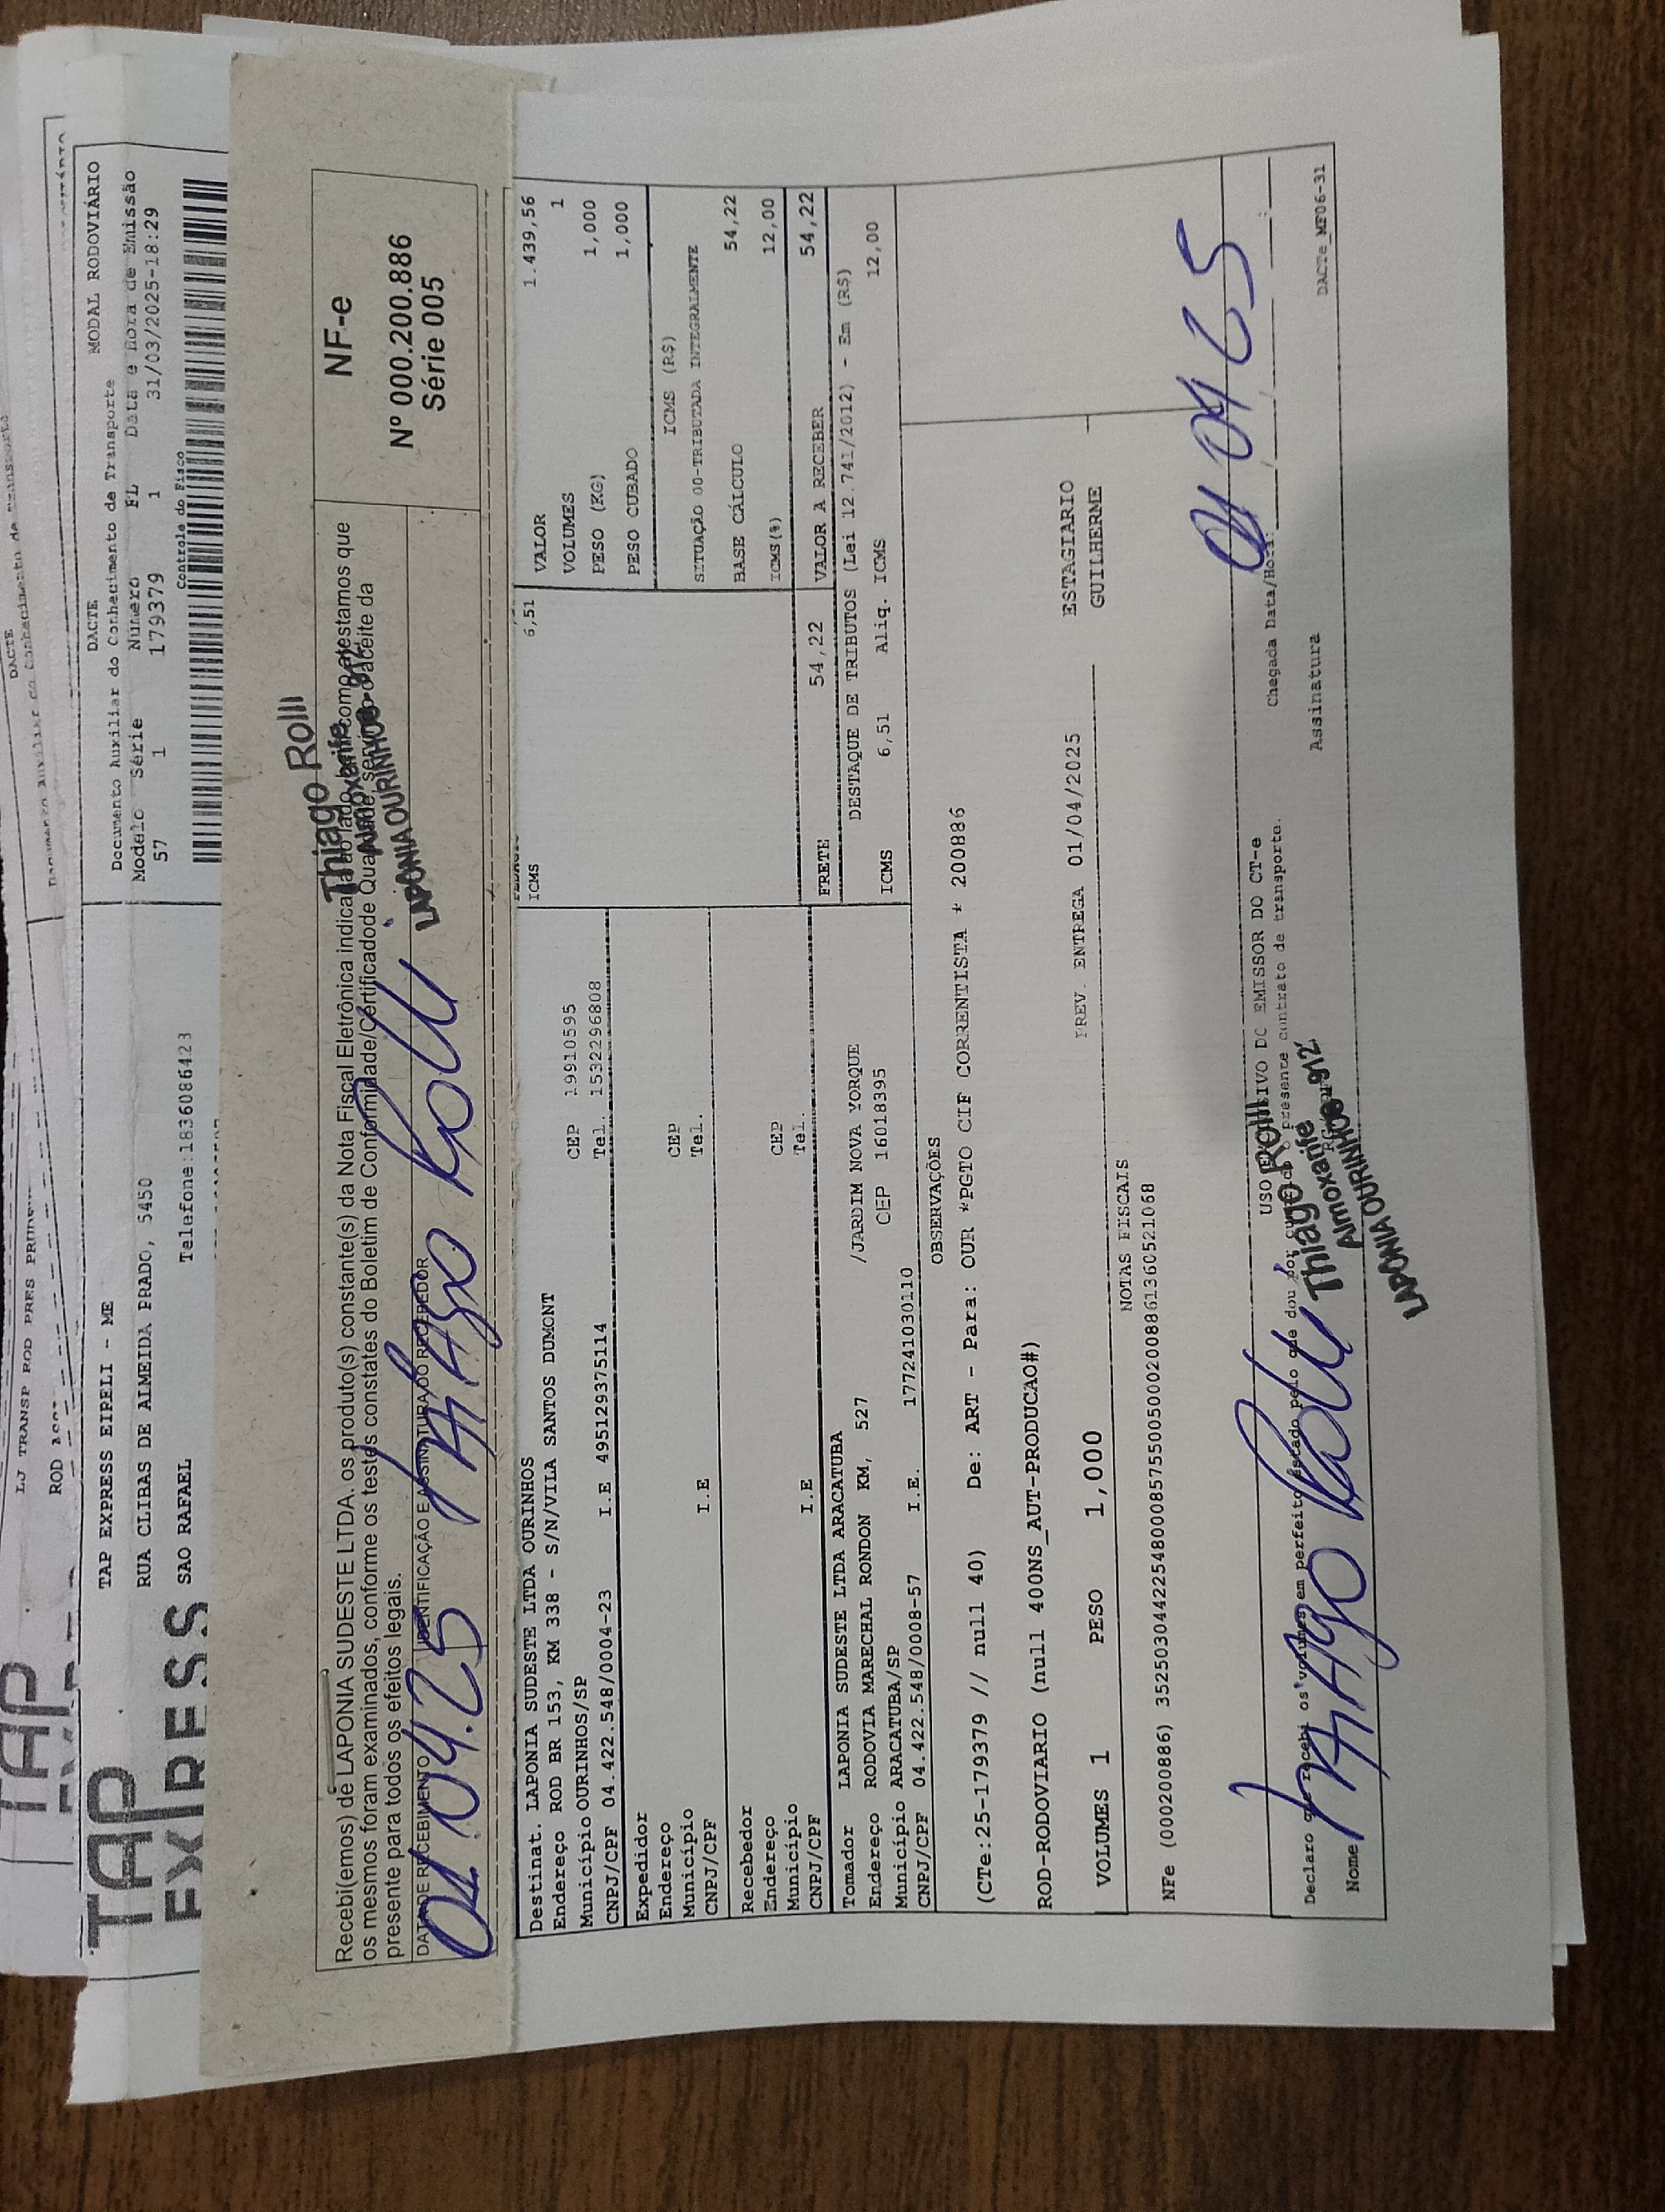 DACTE
LJ TRANSP ROD PRES
ROD
TAP
TAP
EXPRESS
TAP EXPRESS EIRELI - ME
RUA CLIBAS DE ALMEIDA PRADO, 5450
SAO RAFAEL
Telefone:1836086423
DACTE
MODAL RODOVIÁRIO
Documento Auxiliar do Conhecimento de Transporte
Modelo Série Número FL Data e Hora de Emissão
57 1 179379 1 31/03/2025-18:29
Controle do Fisco
Recebi(emos) de LAPONIA SUDESTE LTDA. os produto(s) constante(s) da Nota Fiscal Eletrônica indicada ao lado, bem como atestamos que
os mesmos foram examinados, conforme os testes constates do Boletim de Conformidade/Certificadode Qualidade, servindo o aceite da
presente para todos os efeitos legais.
DATA DE RECEBIMENTO
IDENTIFICAÇÃO E ASSINATURA DO RECEBEDOR
01.04.25
Thiago Rolli
Thiago Rolli
Almoxarife
LAPONIA OURINHOS 912
NF-e
Nº 000.200.886
Série 005
Destinat. LAPONIA SUDESTE LTDA OURINHOS
Endereço ROD BR 153, KM 338 - S/N/VILA SANTOS DUMONT
Município OURINHOS/SP CEP 19910595
CNPJ/CPF 04.422.548/0004-23 I.E 495129375114 Tel. 1532296808
Expedidor
Endereço
Município CEP
CNPJ/CPF I.E Tel.
Recebedor
Endereço
Município CEP
CNPJ/CPF I.E Tel.
Tomador LAPONIA SUDESTE LTDA ARACATUBA
Endereço RODOVIA MARECHAL RONDON KM, 527 /JARDIM NOVA YORQUE
Município ARACATUBA/SP CEP 16018395
CNPJ/CPF 04.422.548/0008-57 I.E. 177241030110
ICMS 6,51
FRETE 54,22
VALOR 1.439,56
VOLUMES 1
PESO (KG) 1,000
PESO CUBADO 1,000
ICMS (R$)
SITUAÇÃO 00-TRIBUTADA INTEGRALMENTE
BASE CÁLCULO 54,22
ICMS(%) 12,00
VALOR A RECEBER 54,22
DESTAQUE DE TRIBUTOS (Lei 12.741/2012) - Em (R$)
ICMS 6,51 Aliq. ICMS 12,00
OBSERVAÇÕES
(CTe:25-179379 // null 40) De: ART - Para: OUR *PGTO CIF CORRENTISTA * 200886
ROD-RODOVIARIO (null 400NS_AUT-PRODUCAO#)
VOLUMES 1 PESO 1,000 PREV. ENTREGA 01/04/2025
ESTAGIARIO
GUILHERME
NOTAS FISCAIS
NFe (000200886) 35250304422548000857550050002008861360521068
USO EXCLUSIVO DO EMISSOR DO CT-e
Declaro que recebi os volumes em perfeito estado pelo que dou por cumprido o presente contrato de transporte.
Nome
Thiago Rolli
Thiago Rolli
Almoxarife
LAPONIA OURINHOS 912
Chegada Data/Hora:
01 04 25
Assinatura
DACTe_MF06-31